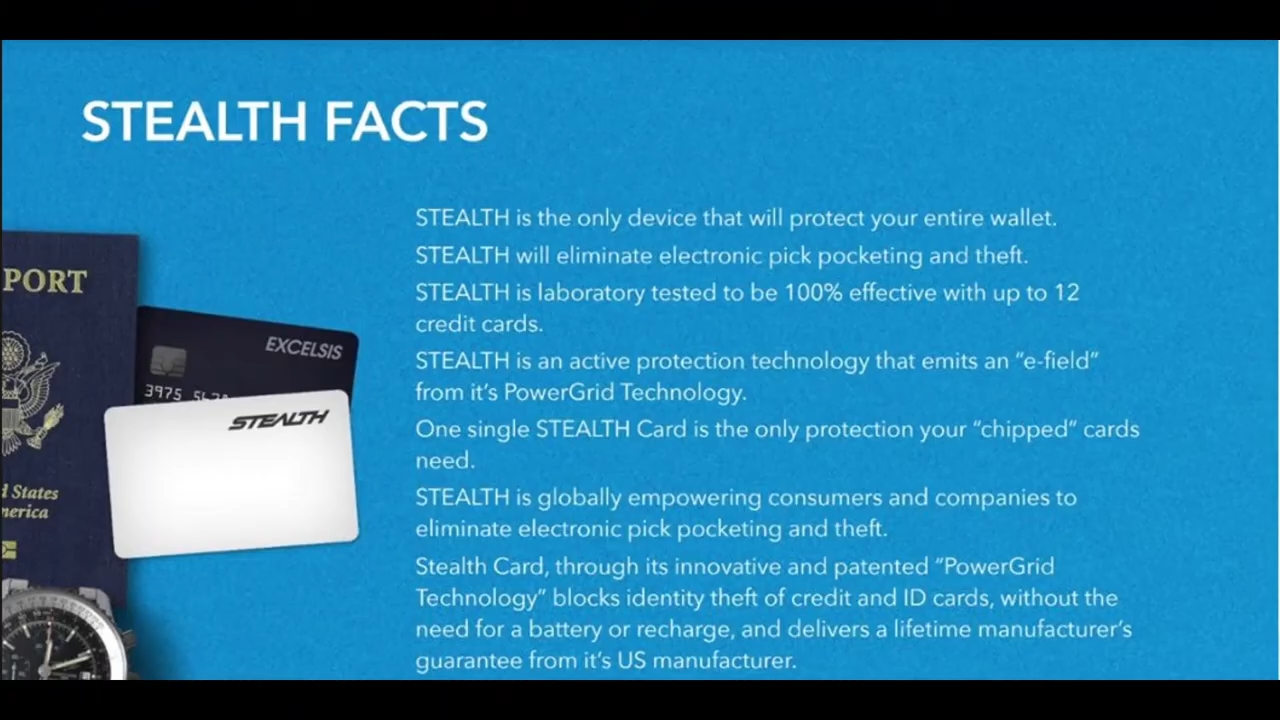 STEALTH FACTS
STEALTH is the only device that will protect your entire wallet.
STEALTH will eliminate electronic pick pocketing and theft.
STEALTH is laboratory tested to be 100% effective with up to 12
credit cards.
STEALTH is an active protection technology that emits an “e-field”
from it’s PowerGrid Technology.
One single STEALTH Card is the only protection your “chipped” cards
need.
STEALTH is globally empowering consumers and companies to
eliminate electronic pick pocketing and theft.
Stealth Card, through its innovative and patented “PowerGrid
Technology” blocks identity theft of credit and ID cards, without the
need for a battery or recharge, and delivers a lifetime manufacturer’s
guarantee from it’s US manufacturer.
PORT
EXCELSIS
3975
STEALTH
d States
merica